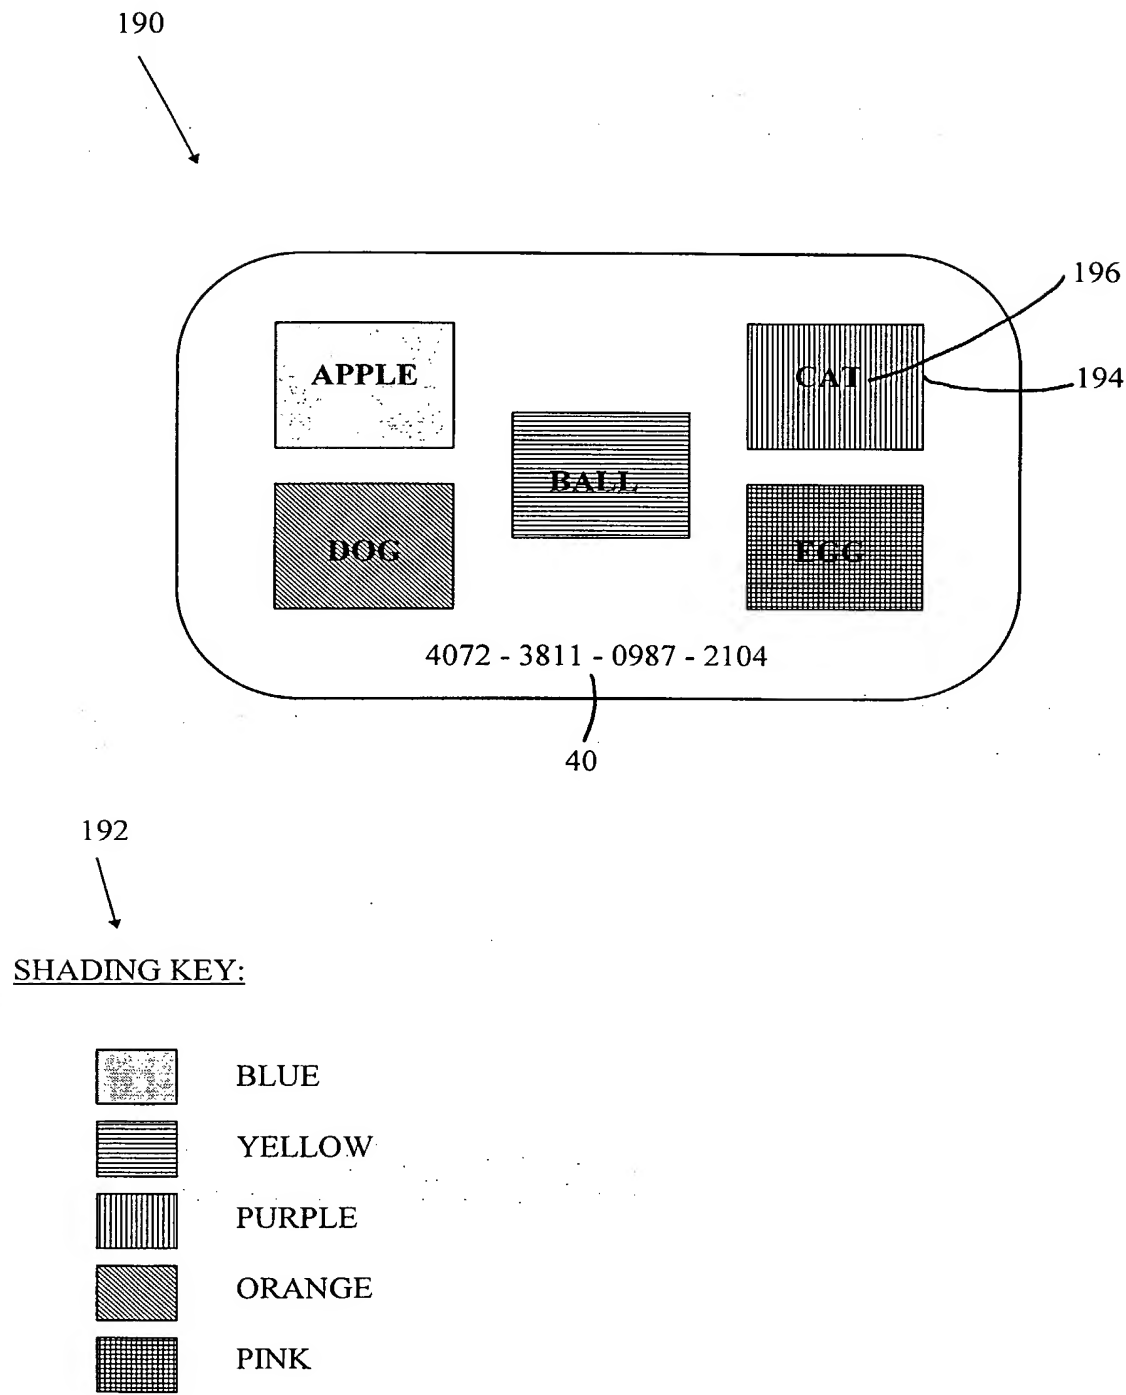 190
196
APPLE
CAT
194
BALL
DOG
EGG
4072 - 3811 - 0987 - 2104
40
192
SHADING KEY:
BLUE
YELLOW
PURPLE
ORANGE
PINK